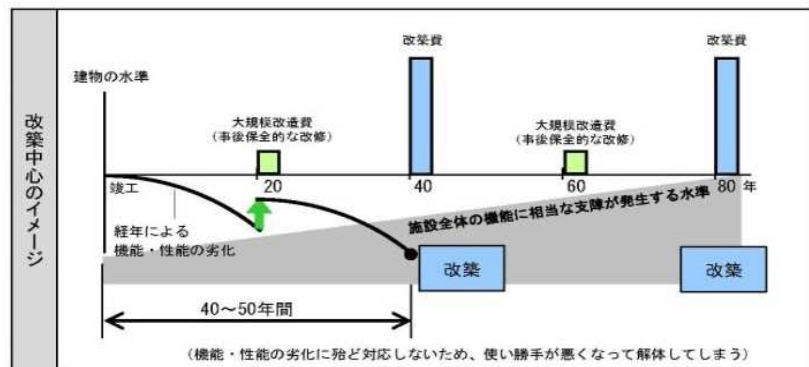 改築中心のイメージ
改築費
改築費
建物の水準
大規模改造費
（事後保全的な改修）
大規模改造費
（事後保全的な改修）
竣工
20
40
60
80 年
経年による
機能・性能の劣化
施設全体の機能に相当な支障が発生する水準
改築
改築
40～50年間
（機能・性能の劣化に殆ど対応しないため、使い勝手が悪くなって解体してしまう）